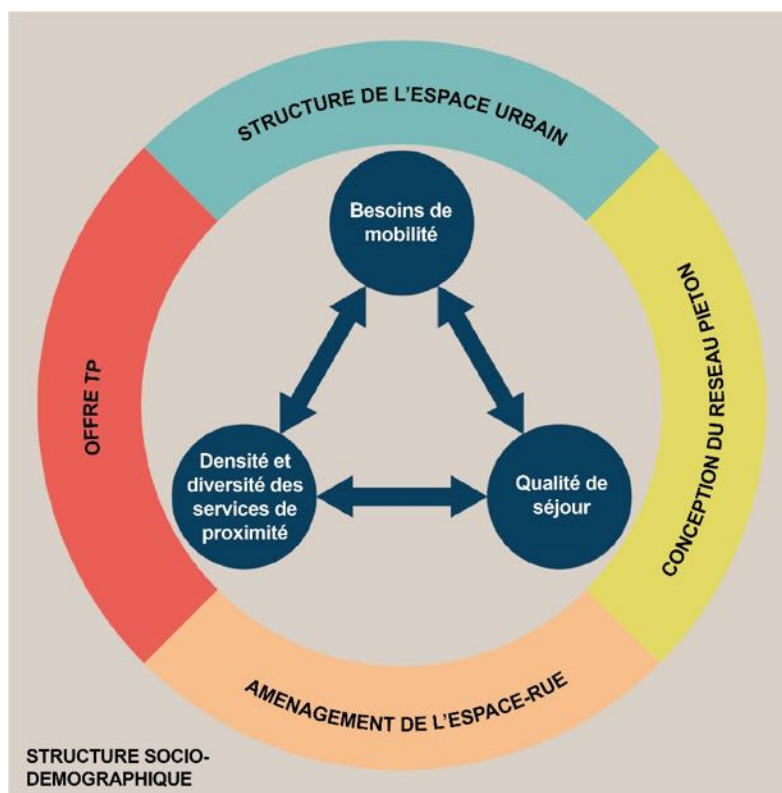 STRUCTURE DE L'ESPACE URBAIN
Besoins de
mobilité
OFFRE TP
CONCEPTION DU RESEAU PIETON
Densité et
diversité des
services de
proximité
Qualité de
séjour
AMENAGEMENT DE L'ESPACE-RUE
STRUCTURE SOCIO-
DEMOGRAPHIQUE